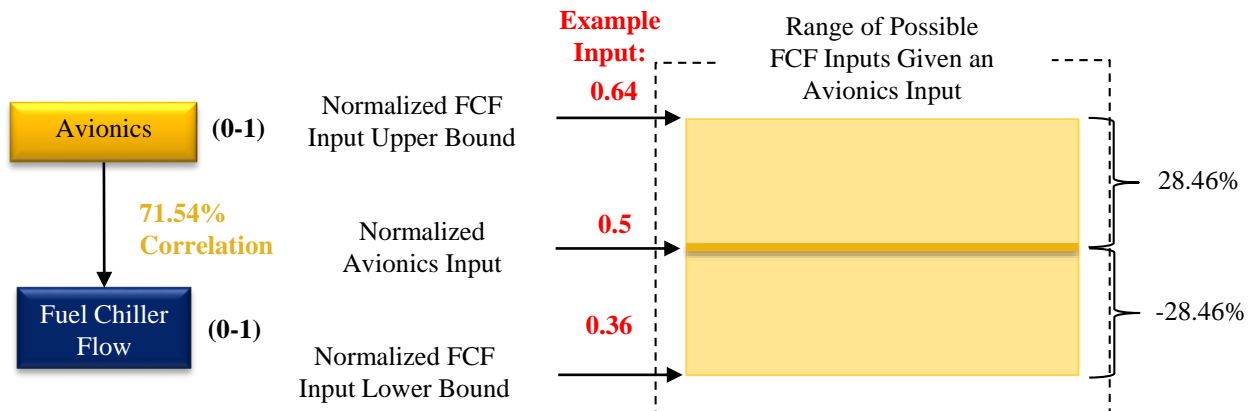 Avionics
(0-1)
71.54%
Correlation
Fuel Chiller
Flow
(0-1)
Normalized FCF
Input Upper Bound
Normalized
Avionics Input
Normalized FCF
Input Lower Bound
Example
Input:
0.64
0.5
0.36
Range of Possible
FCF Inputs Given an
Avionics Input
28.46%
-28.46%